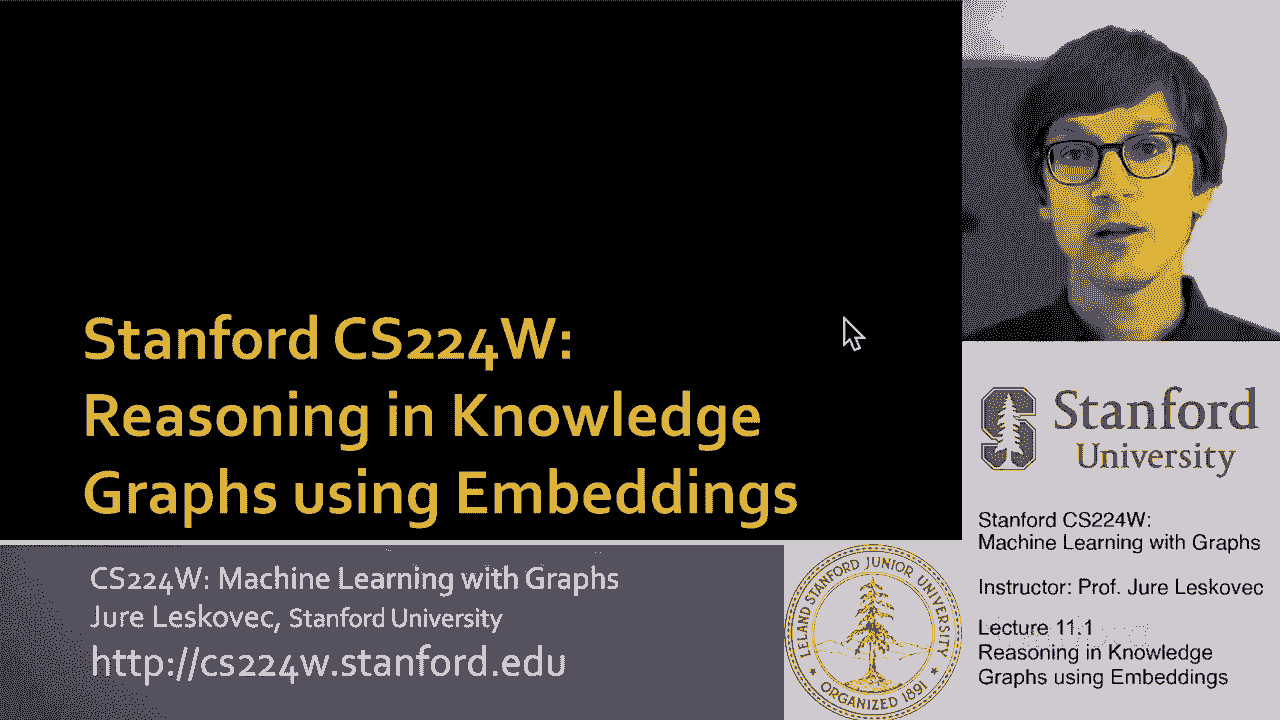 Stanford CS224W:
Reasoning in Knowledge
Graphs using Embeddings
CS224W: Machine Learning with Graphs
Jure Leskovec, Stanford University
http://cs224w.stanford.edu
LELAND STANFORD JUNIOR UNIVERSITY
ORGANIZED 1891
S
Stanford
University
Stanford CS224W:
Machine Learning with Graphs
Instructor: Prof. Jure Leskovec
Lecture 11.1
Reasoning in Knowledge
Graphs using Embeddings